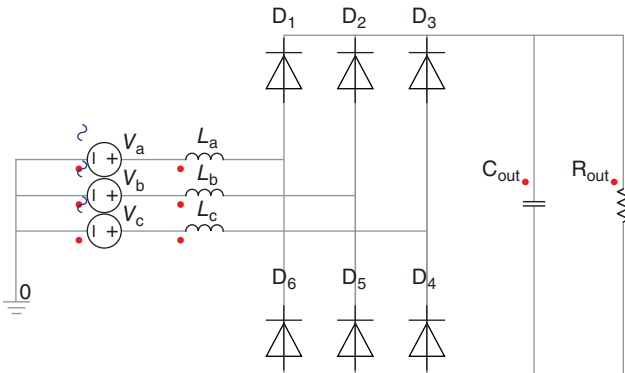 D1 D2 D3
Va La
Vb Lb
Vc Lc
Cout Rout
0
D6 D5 D4